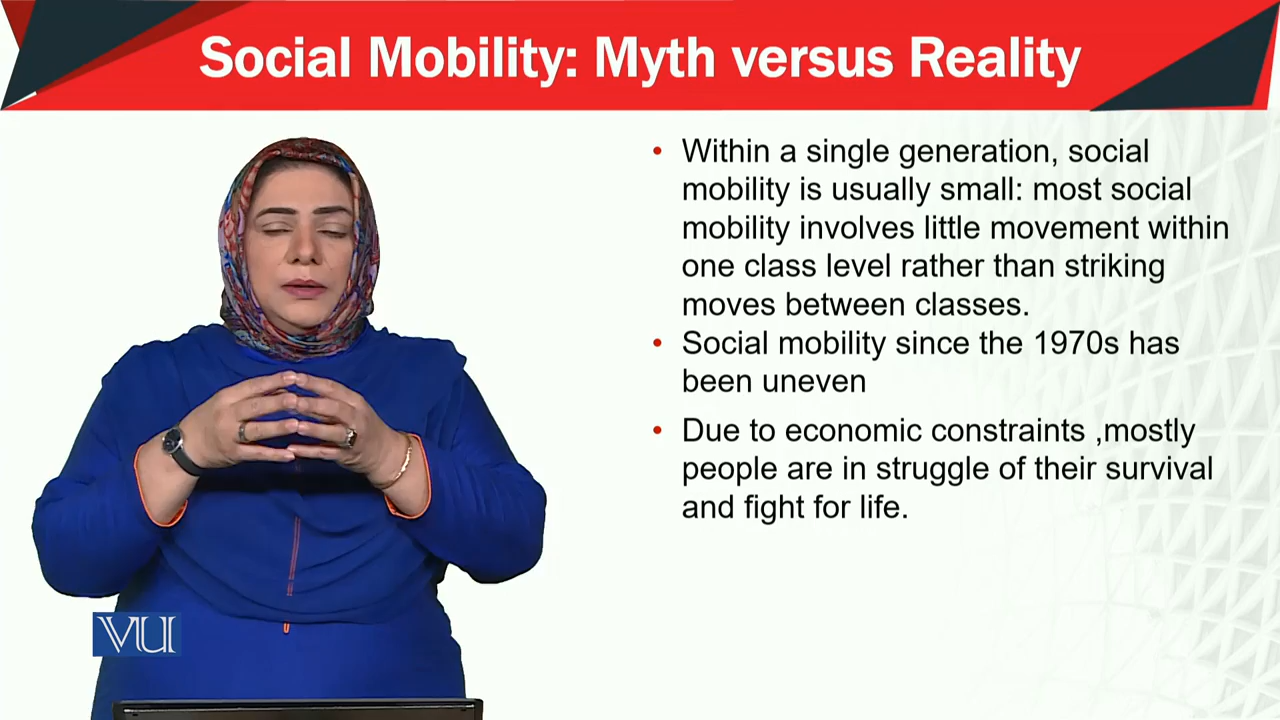 Social Mobility: Myth versus Reality
• Within a single generation, social
mobility is usually small: most social
mobility involves little movement within
one class level rather than striking
moves between classes.
• Social mobility since the 1970s has
been uneven
• Due to economic constraints ,mostly
people are in struggle of their survival
and fight for life.
VU